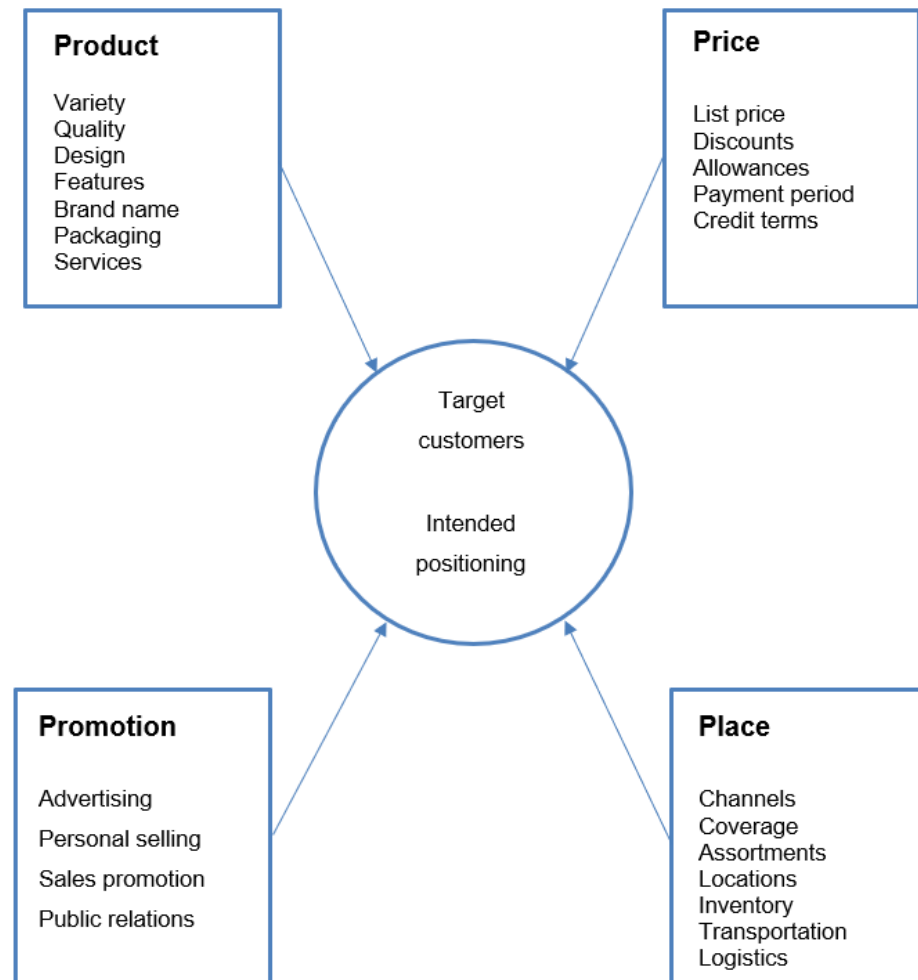 Product
Variety
Quality
Design
Features
Brand name
Packaging
Services
Price
List price
Discounts
Allowances
Payment period
Credit terms
Target
customers
Intended
positioning
Promotion
Advertising
Personal selling
Sales promotion
Public relations
Place
Channels
Coverage
Assortments
Locations
Inventory
Transportation
Logistics